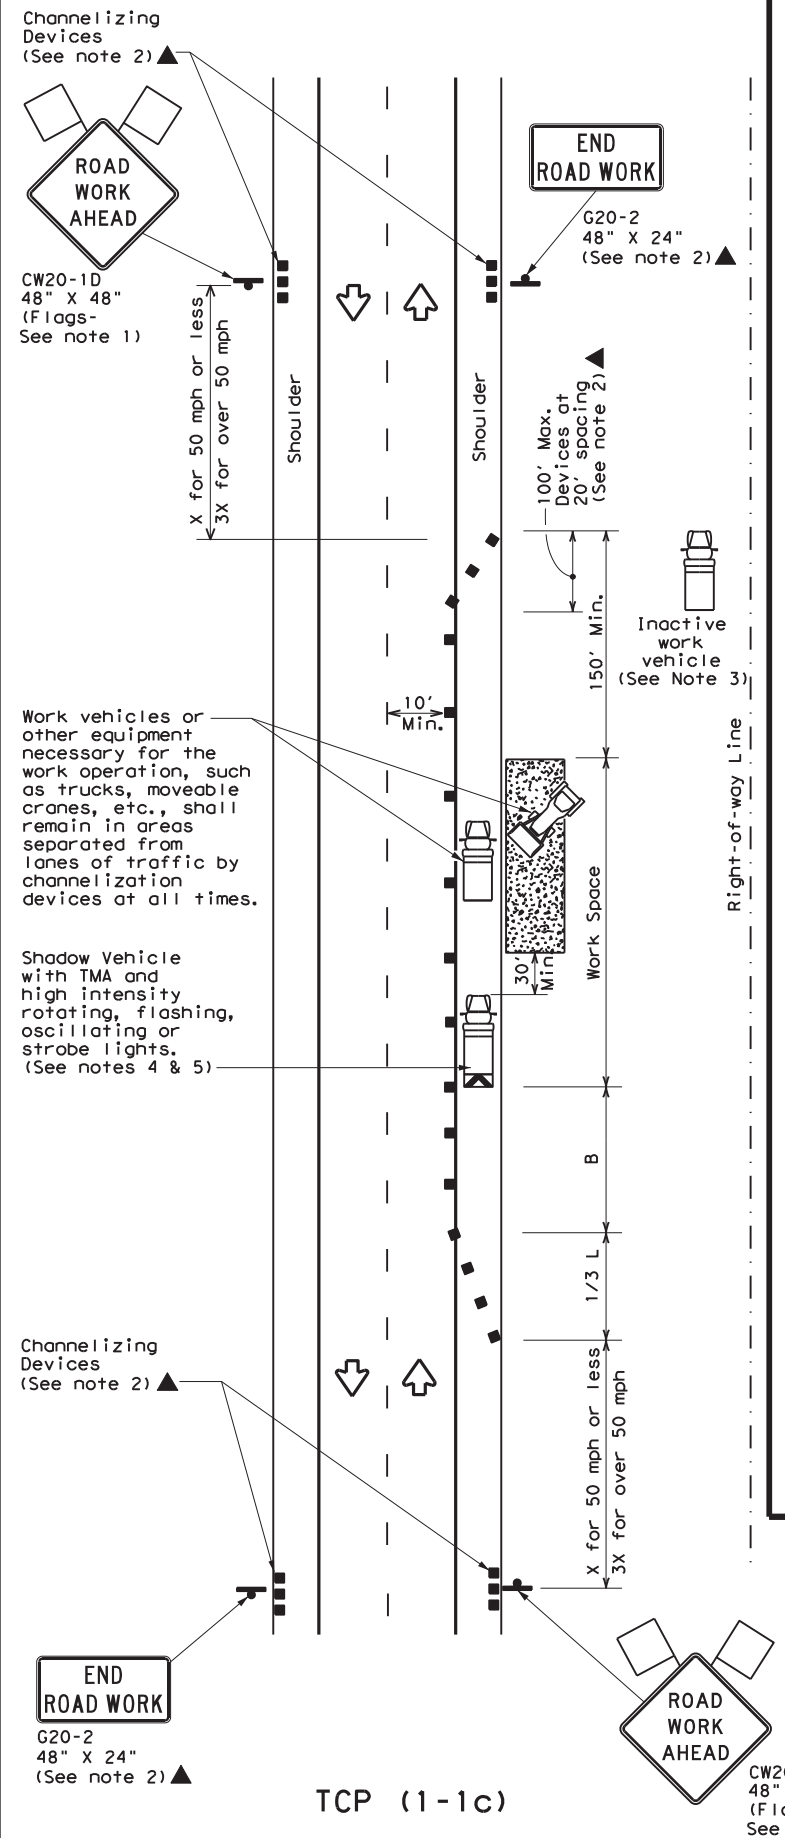 Channelizing
Devices
(See note 2)▲
ROAD
WORK
AHEAD
CW20-1D
48" X 48"
(Flags-
See note 1)
END
ROAD WORK
G20-2
48" X 24"
(See note 2)▲
X for 50 mph or less
3X for over 50 mph
Shoulder
Shoulder
100' Max.
Devices at
20' spacing
(See note 2)▲
150' Min.
Inactive
work
vehicle
(See Note 3)
10'
Min.
Work vehicles or
other equipment
necessary for the
work operation, such
as trucks, moveable
cranes, etc., shall
remain in areas
separated from
lanes of traffic by
channelization
devices at all times.
Right-of-way Line
Work Space
30'
Min.
Shadow Vehicle
with TMA and
high intensity
rotating, flashing,
oscillating or
strobe lights.
(See notes 4 & 5)
B
1/3 L
Channelizing
Devices
(See note 2)▲
X for 50 mph or less
3X for over 50 mph
END
ROAD WORK
G20-2
48" X 24"
(See note 2)▲
ROAD
WORK
AHEAD
48"
See
TCP (1-1c)